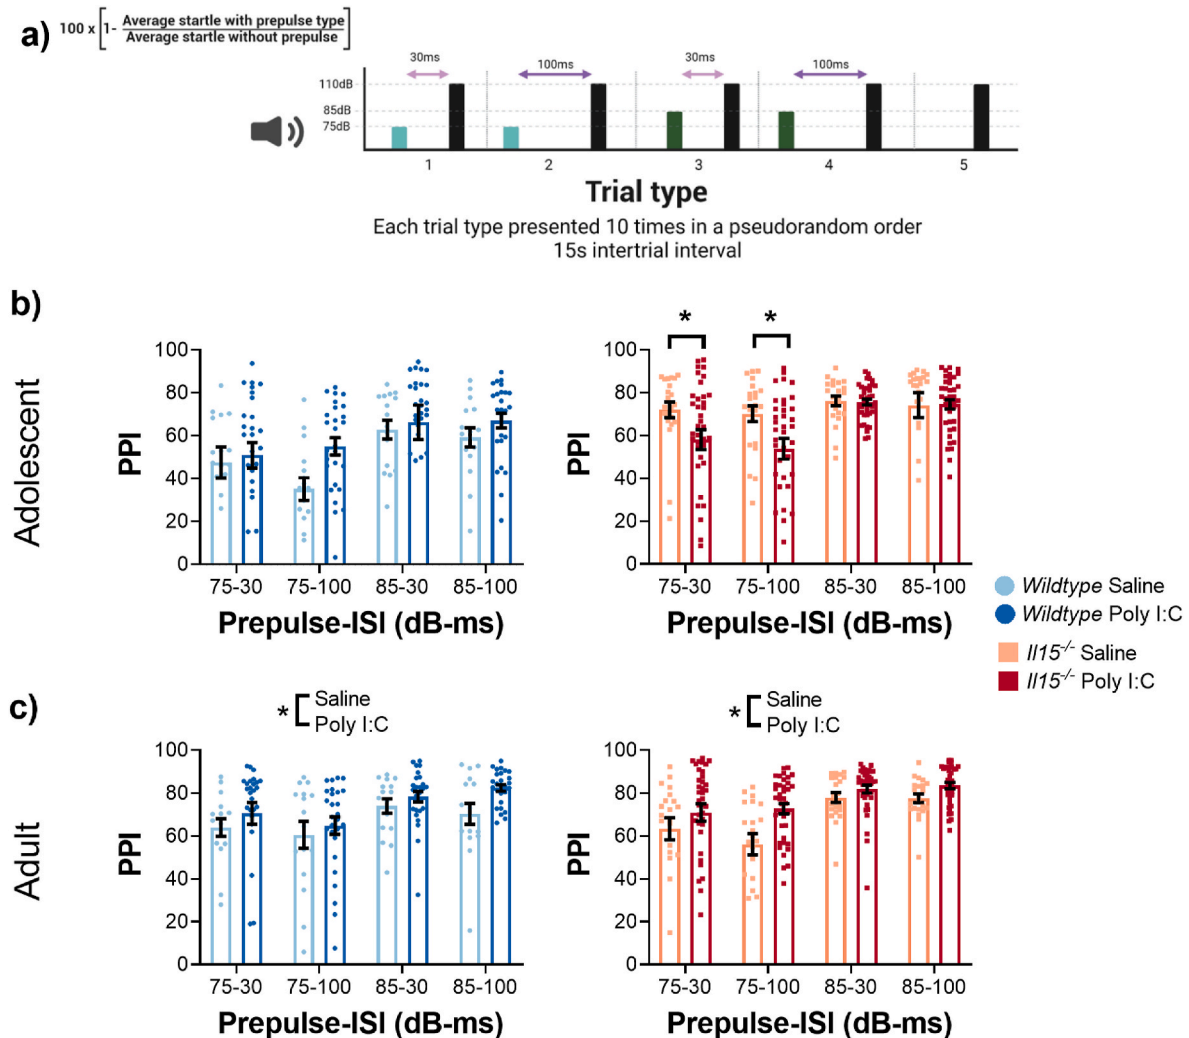 a) 100 x [1- Average startle with prepulse type
Average startle without prepulse]
30ms 100ms 30ms 100ms
110dB
85dB
75dB
1 2 3 4 5
Trial type
Each trial type presented 10 times in a pseudorandom order
15s intertrial interval
b)
Adolescent
100
80
60
40
20
0
PPI
75-30 75-100 85-30 85-100
Prepulse-ISI (dB-ms)
* *
100
80
60
40
20
0
PPI
75-30 75-100 85-30 85-100
Prepulse-ISI (dB-ms)
Wildtype Saline
Wildtype Poly I:C
Il15-/- Saline
Il15-/- Poly I:C
c)
Adult
* Saline
Poly I:C
100
80
60
40
20
0
PPI
75-30 75-100 85-30 85-100
Prepulse-ISI (dB-ms)
* Saline
Poly I:C
100
80
60
40
20
0
PPI
75-30 75-100 85-30 85-100
Prepulse-ISI (dB-ms)